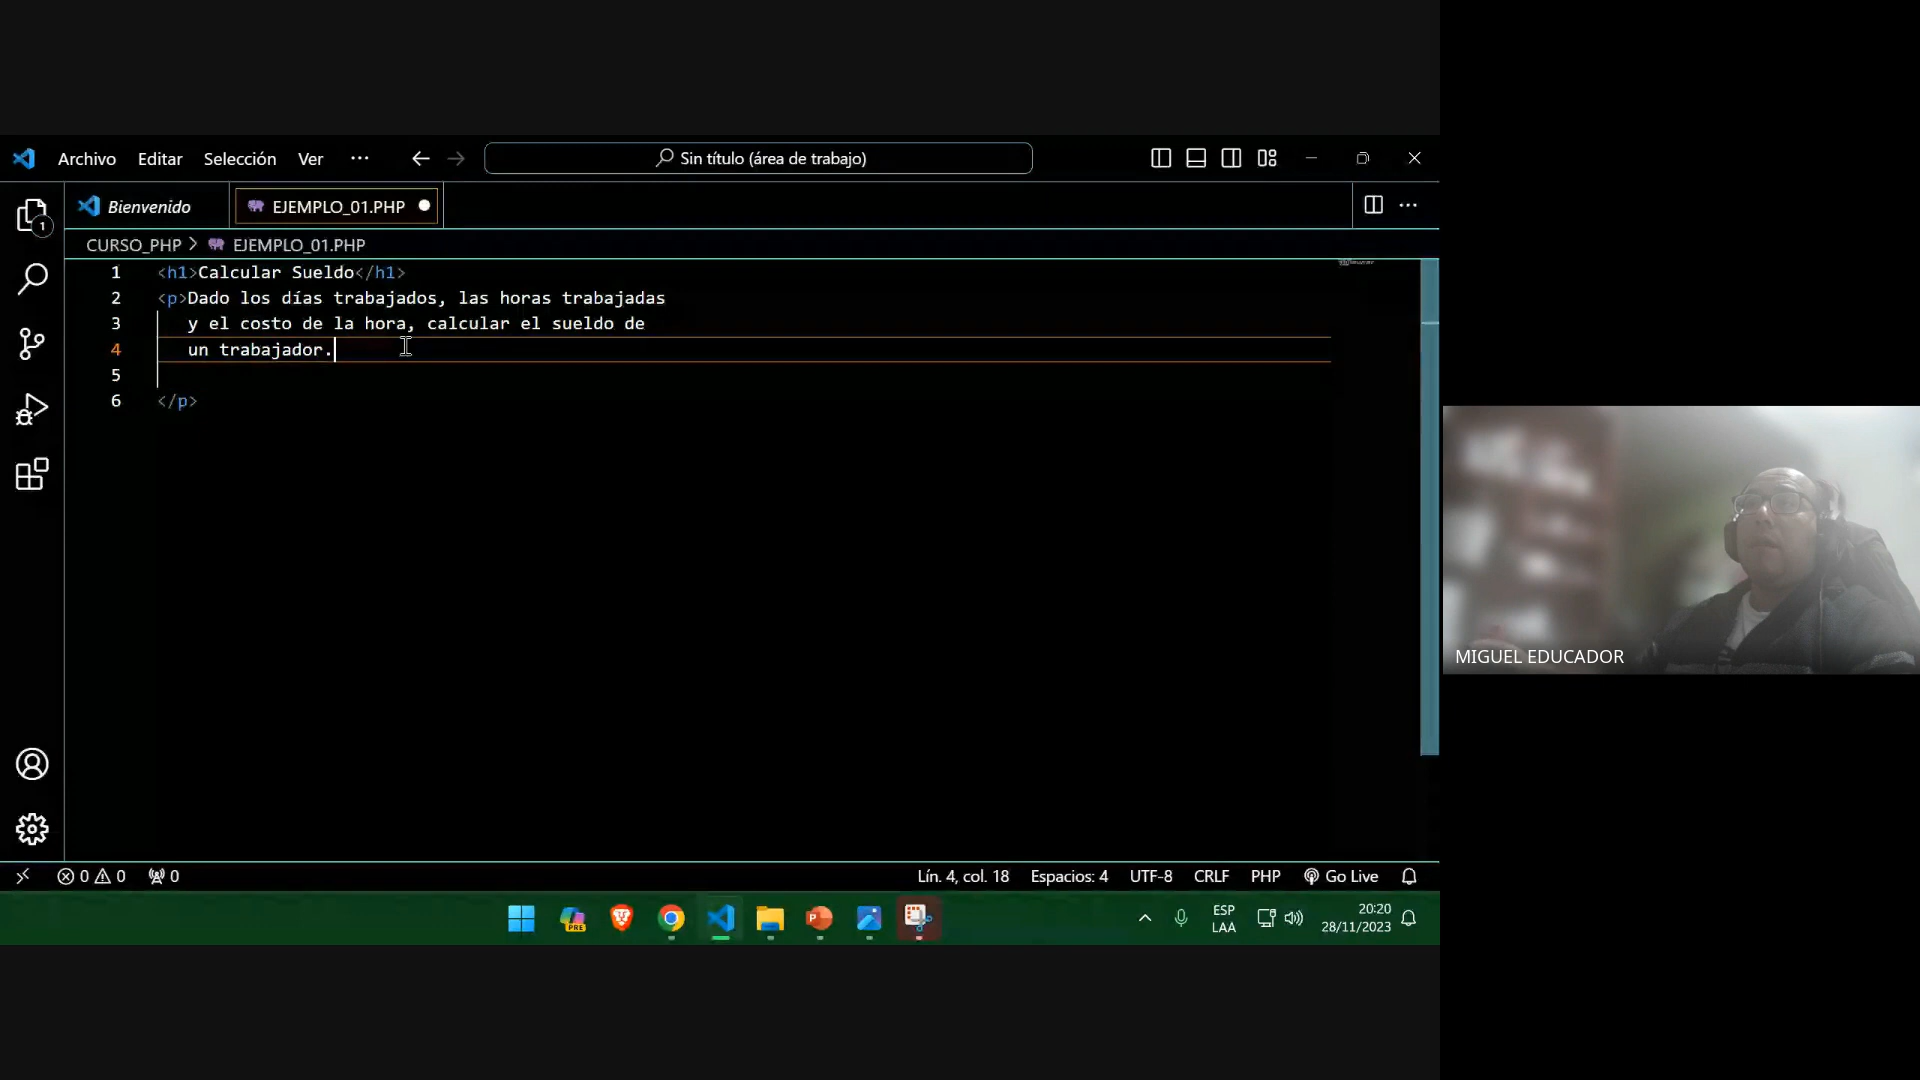 Archivo Editar Selección Ver ··· Sin título (área de trabajo)
Bienvenido EJEMPLO_01.PHP
1
CURSO_PHP > EJEMPLO_01.PHP
1 <h1>Calcular Sueldo</h1>
2 <p>Dado los días trabajados, las horas trabajadas
3 y el costo de la hora, calcular el sueldo de
4 un trabajador.
5
6 </p>
MIGUEL EDUCADOR
0 0 0 Lín. 4, col. 18 Espacios: 4 UTF-8 CRLF PHP Go Live
PRE P ESP 20:20
LAA 28/11/2023